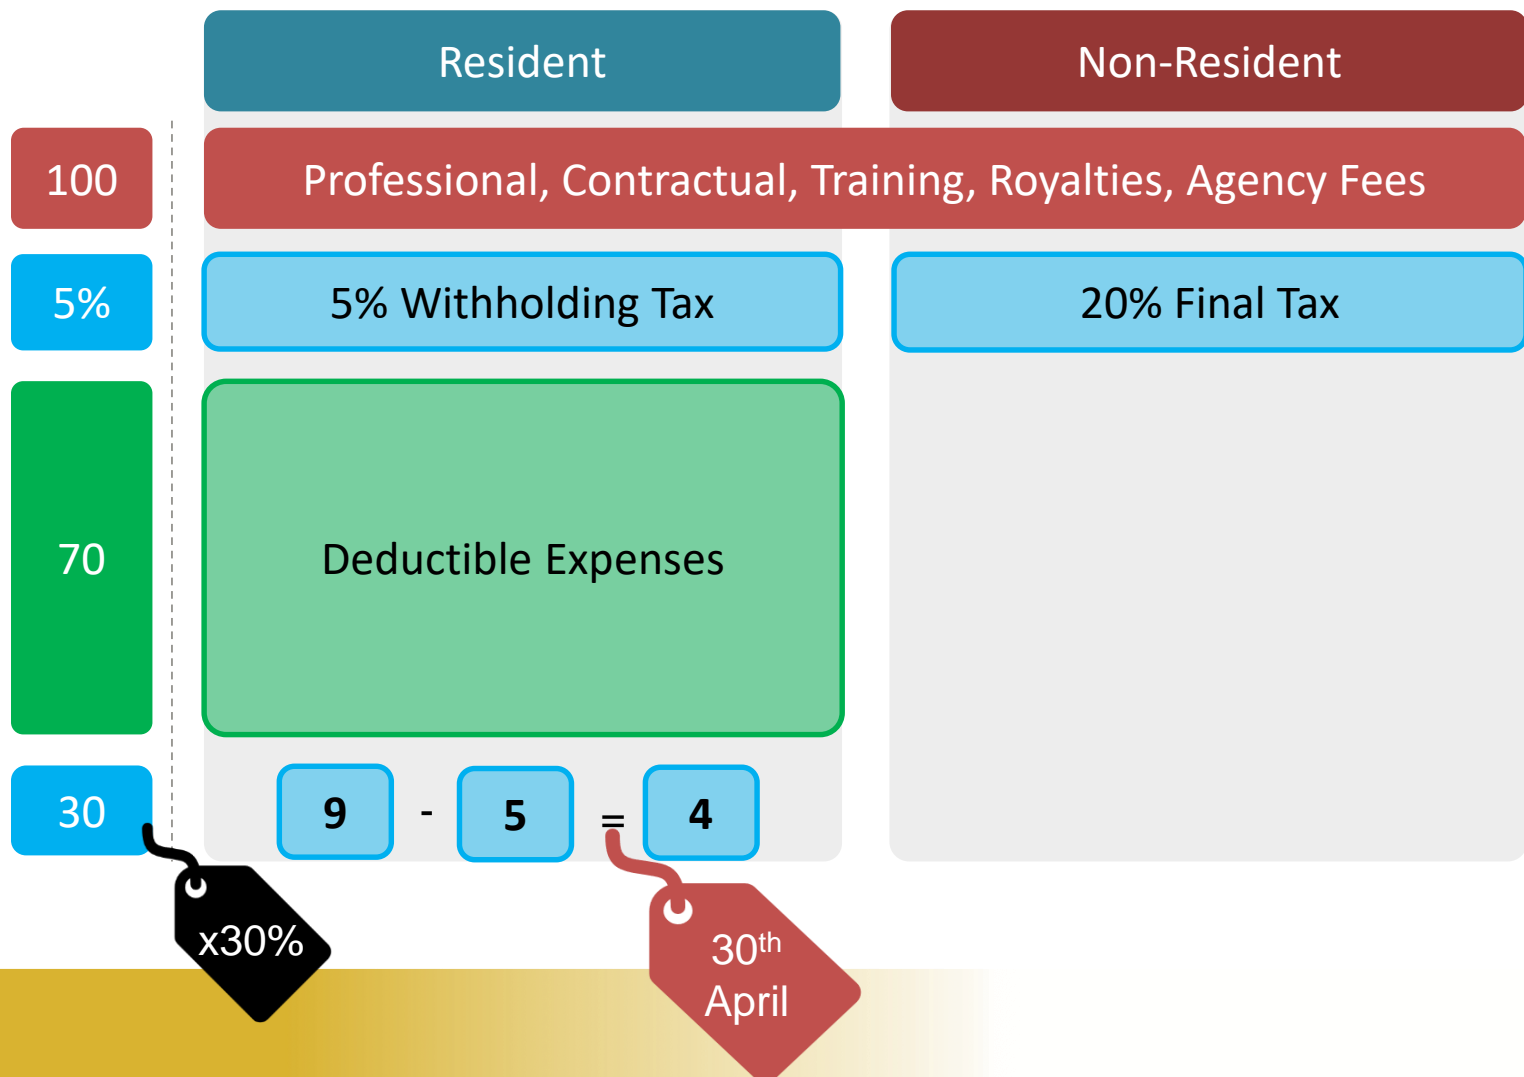 Resident
Non-Resident
100
Professional, Contractual, Training, Royalties, Agency Fees
5%
5% Withholding Tax
20% Final Tax
70
Deductible Expenses
30
9 - 5 = 4
x30%
30th
April